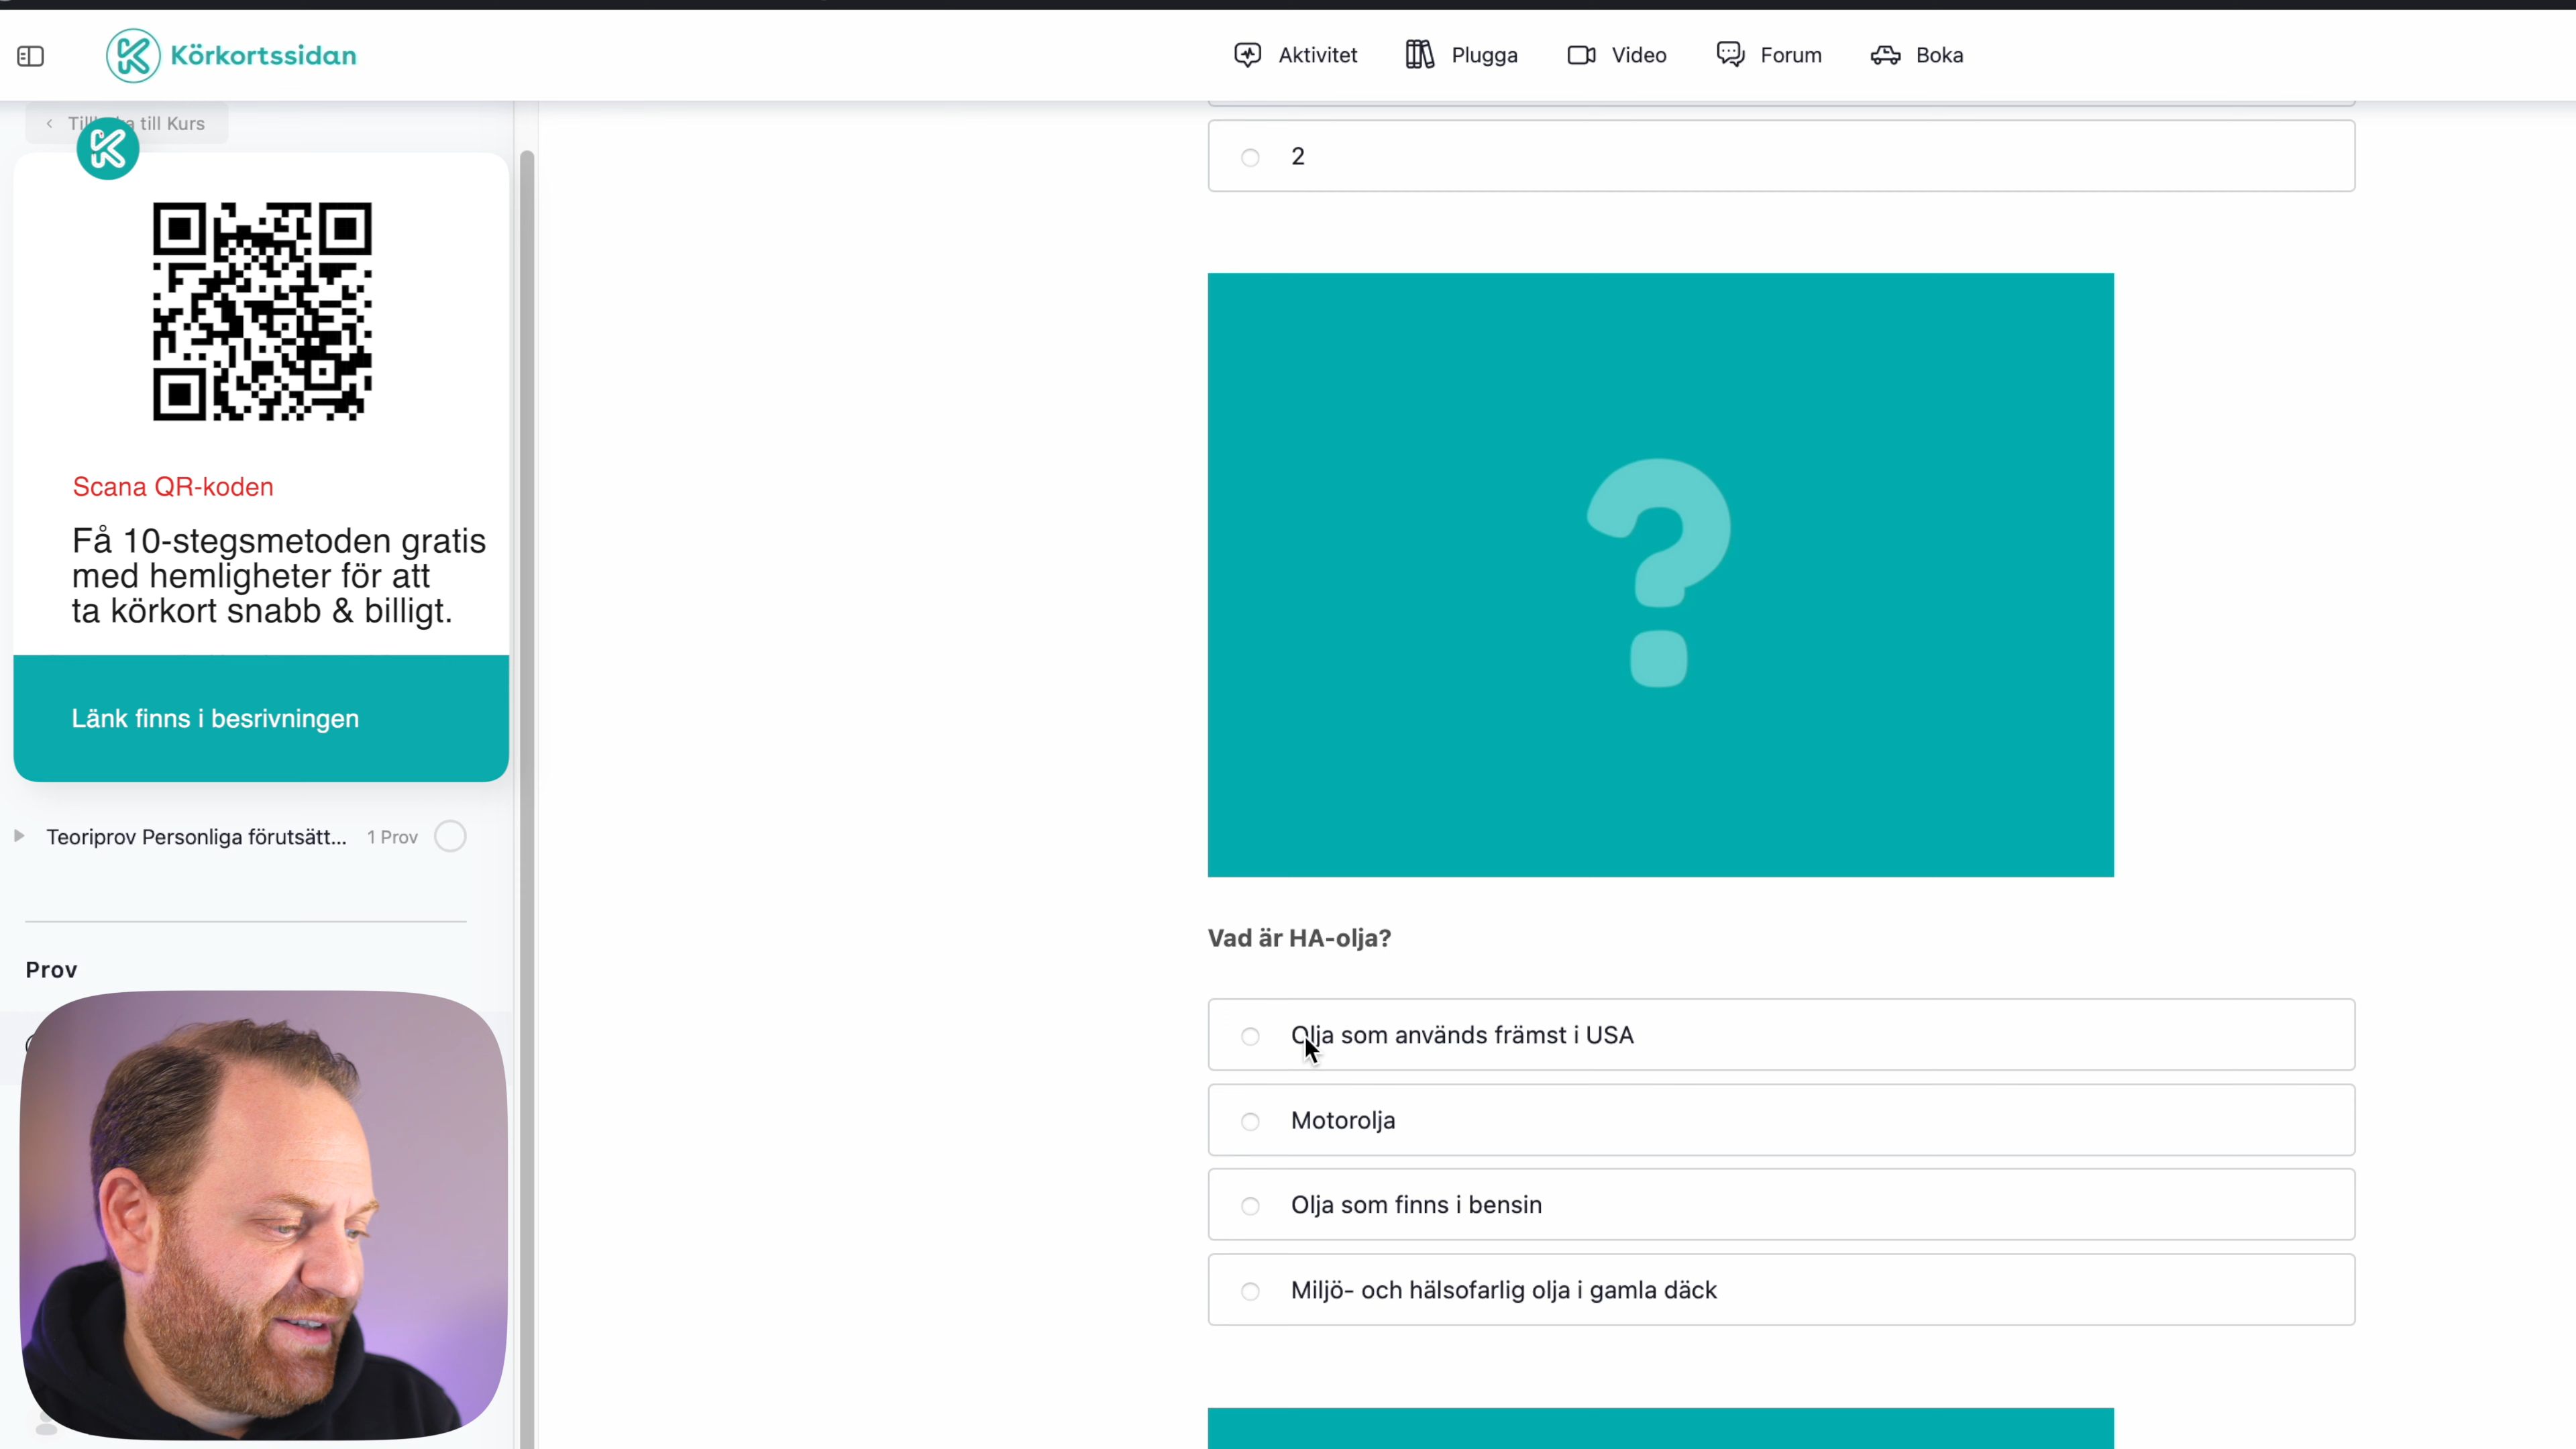 Körkortssidan
Aktivitet
Plugga
Video
Forum
Boka
till Kurs
Scana QR-koden
Få 10-stegsmetoden gratis
med hemligheter för att
ta körkort snabb & billigt.
Länk finns i besrivningen
Teoriprov Personliga förutsätt... 1 Prov
Prov
2
?
Vad är HA-olja?
Olja som används främst i USA
Motorolja
Olja som finns i bensin
Miljö- och hälsofarlig olja i gamla däck